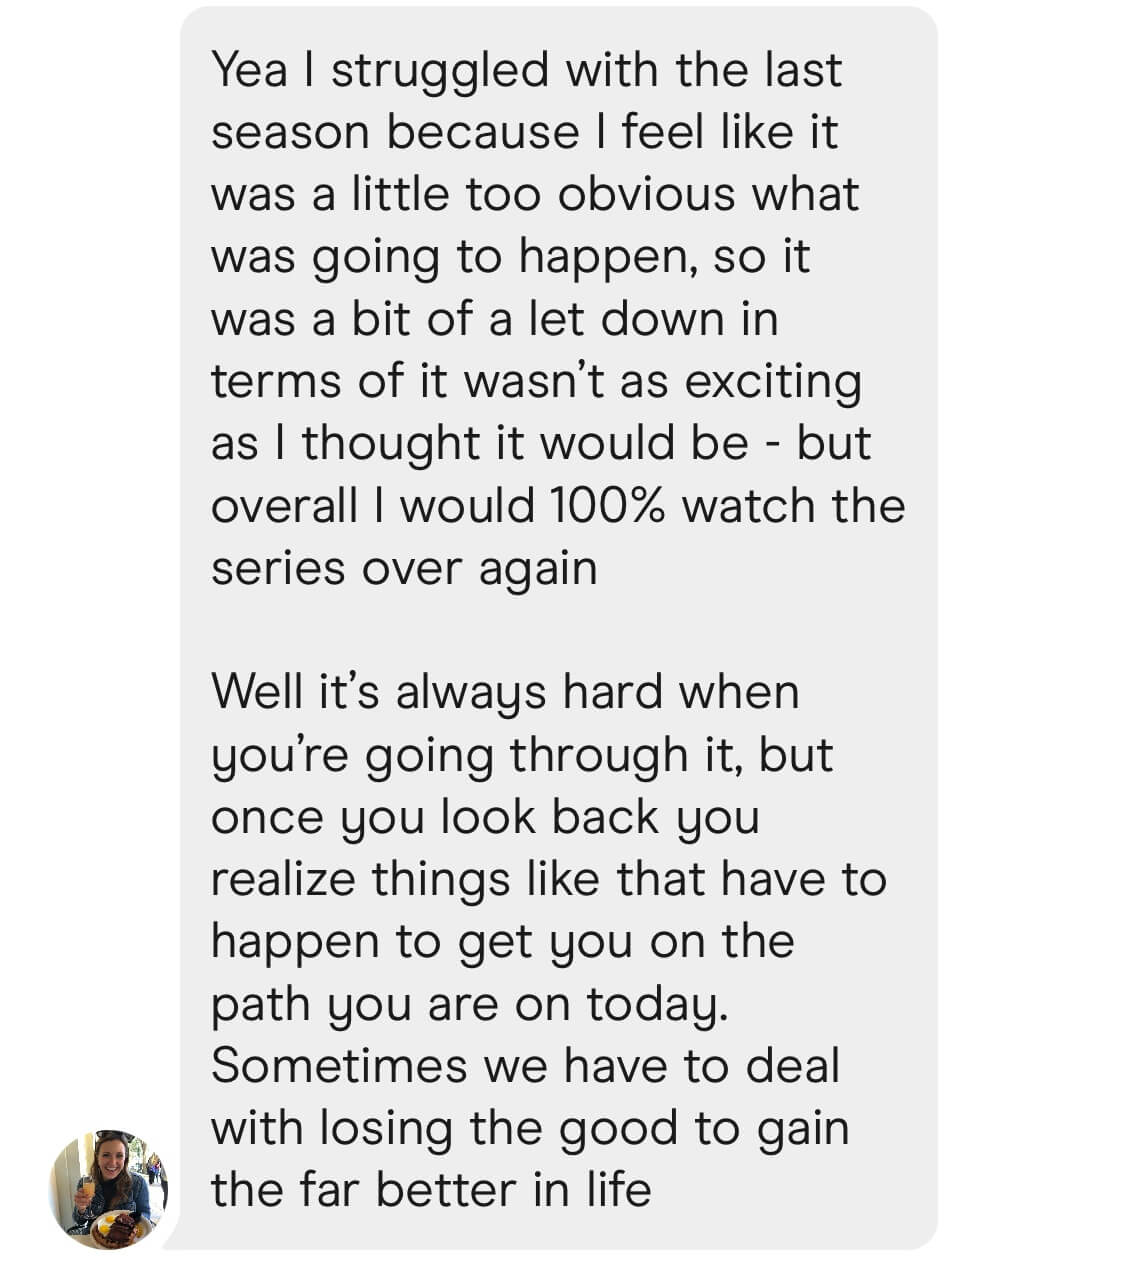 Yea I struggled with the last
season because I feel like it
was a little too obvious what
was going to happen, so it
was a bit of a let down in
terms of it wasn’t as exciting
as I thought it would be - but
overall I would 100% watch the
series over again
Well it’s always hard when
you’re going through it, but
once you look back you
realize things like that have to
happen to get you on the
path you are on today.
Sometimes we have to deal
with losing the good to gain
the far better in life